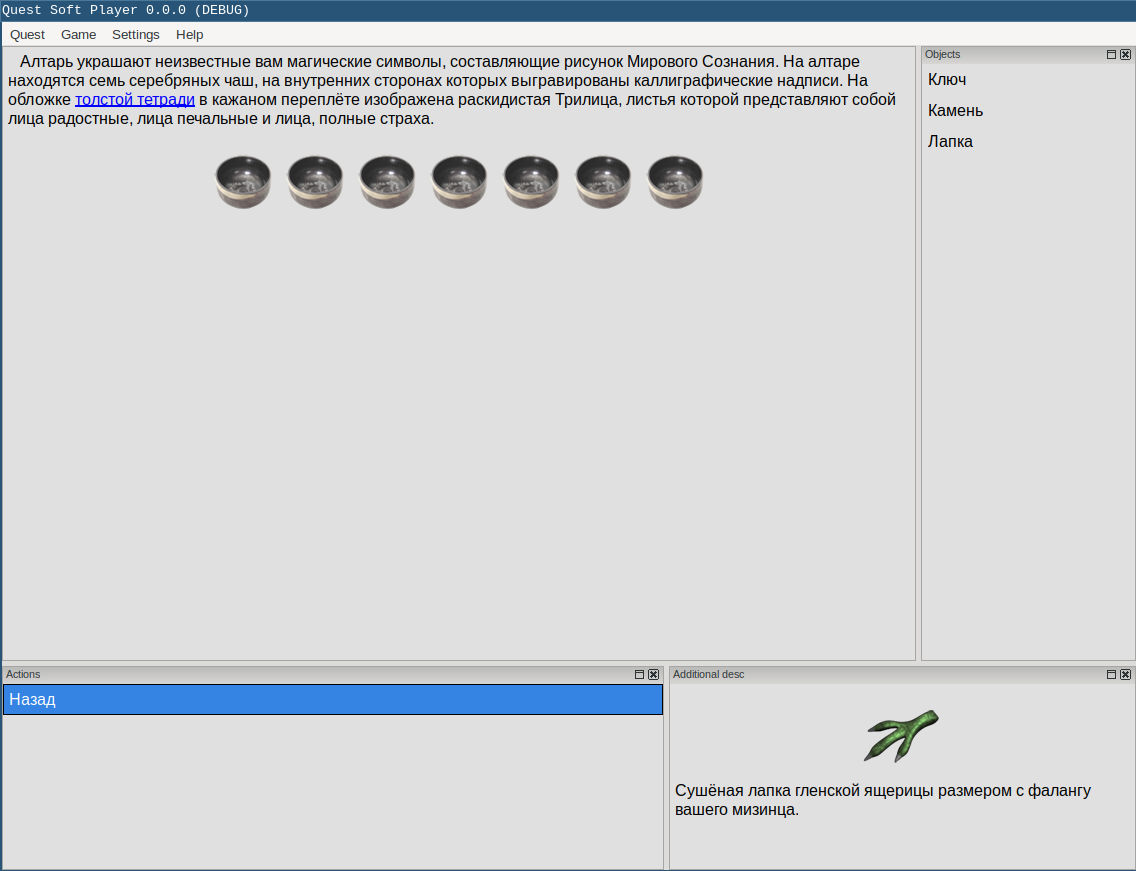 Quest Soft Player 0.0.0 (DEBUG)
Quest Game Settings Help
Алтарь украшают неизвестные вам магические символы, составляющие рисунок Мирового Сознания. На алтаре
находятся семь серебряных чаш, на внутренних сторонах которых выгравированы каллиграфические надписи. На
обложке толстой тетради в кажаном переплёте изображена раскидистая Трилица, листья которой представляют собой
лица радостные, лица печальные и лица, полные страха.
Objects
Ключ
Камень
Лапка
Actions
Назад
Additional desc
Сушёная лапка гленской ящерицы размером с фалангу
вашего мизинца.